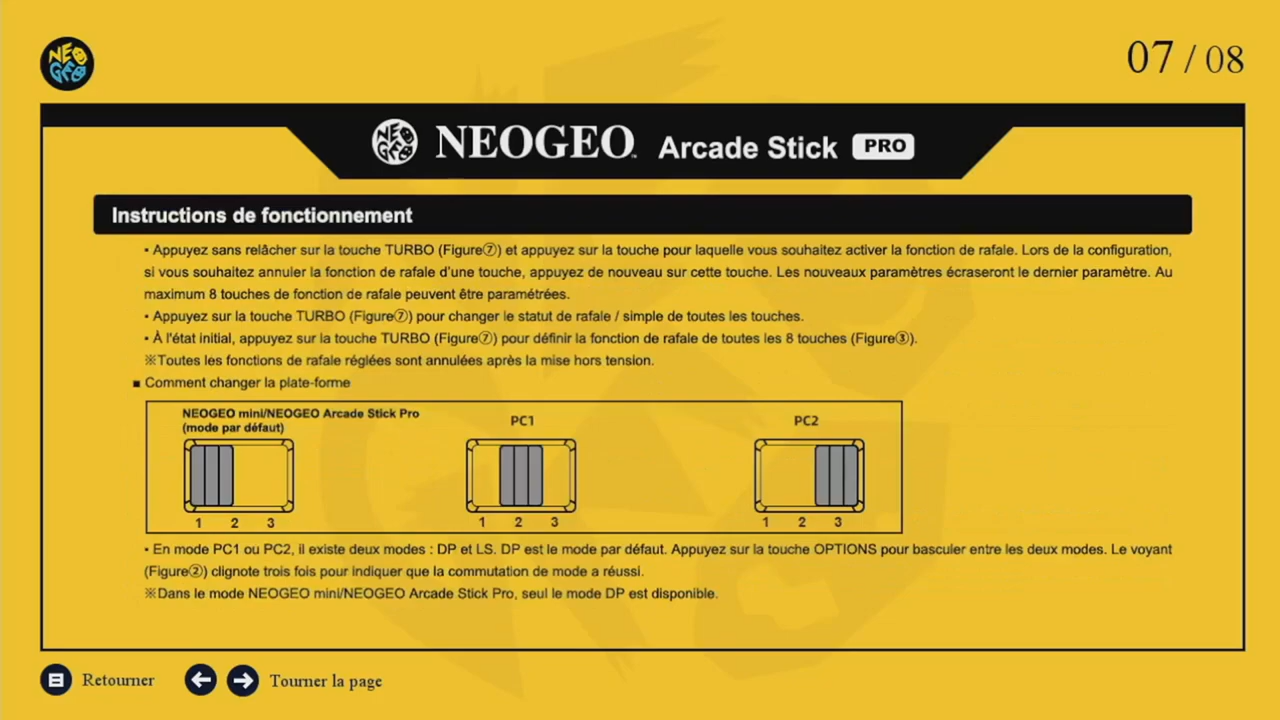 NEO GEO
07 / 08
NEO GEO NEOGEO™ Arcade Stick PRO
Instructions de fonctionnement
• Appuyez sans relâcher sur la touche TURBO (Figure⑦) et appuyez sur la touche pour laquelle vous souhaitez activer la fonction de rafale. Lors de la configuration,
si vous souhaitez annuler la fonction de rafale d'une touche, appuyez de nouveau sur cette touche. Les nouveaux paramètres écraseront le dernier paramètre. Au
maximum 8 touches de fonction de rafale peuvent être paramétrées.
• Appuyez sur la touche TURBO (Figure⑦) pour changer le statut de rafale / simple de toutes les touches.
• À l'état initial, appuyez sur la touche TURBO (Figure⑦) pour définir la fonction de rafale de toutes les 8 touches (Figure③).
※Toutes les fonctions de rafale réglées sont annulées après la mise hors tension.
■ Comment changer la plate-forme
NEOGEO mini/NEOGEO Arcade Stick Pro
(mode par défaut)
PC1
PC2
1 2 3
1 2 3
1 2 3
• En mode PC1 ou PC2, il existe deux modes : DP et LS. DP est le mode par défaut. Appuyez sur la touche OPTIONS pour basculer entre les deux modes. Le voyant
(Figure②) clignote trois fois pour indiquer que la commutation de mode a réussi.
※Dans le mode NEOGEO mini/NEOGEO Arcade Stick Pro, seul le mode DP est disponible.
Retourner
Tourner la page